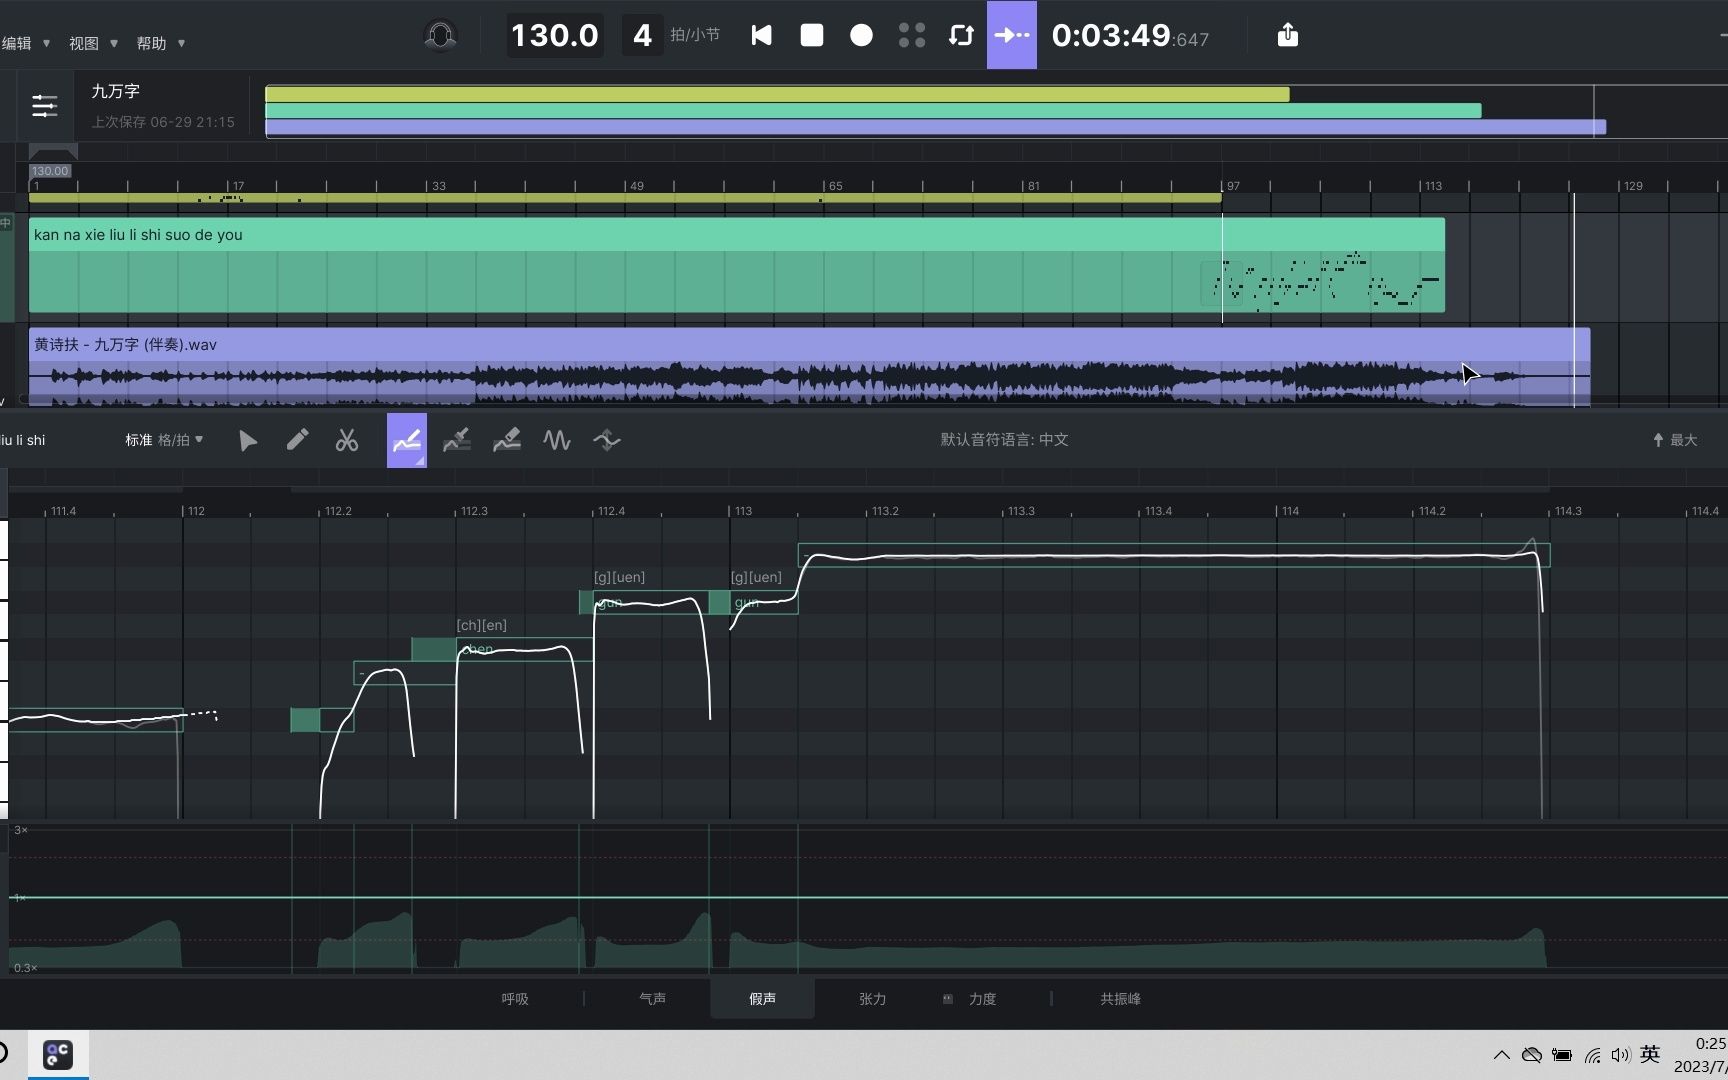 编辑 视图 帮助 130.0 4 拍/小节 0:03:49:647
九万字
上次保存 06-29 21:15
130.00
1 17 33 49 65 81 97 113 129
中
kan na xie liu li shi suo de you
黄诗扶 - 九万字 (伴奏).wav
v
iu li shi 标准 格/拍 默认音符语言: 中文 最大
111.4 112 112.2 112.3 112.4 113 113.2 113.3 113.4 114 114.2 114.3 114.4
-
[g][uen] [g][uen]
gun gun
[ch][en]
chen
-
3×
1×
0.3×
呼吸 气声 假声 张力 力度 共振峰
英 0:25
2023/7/